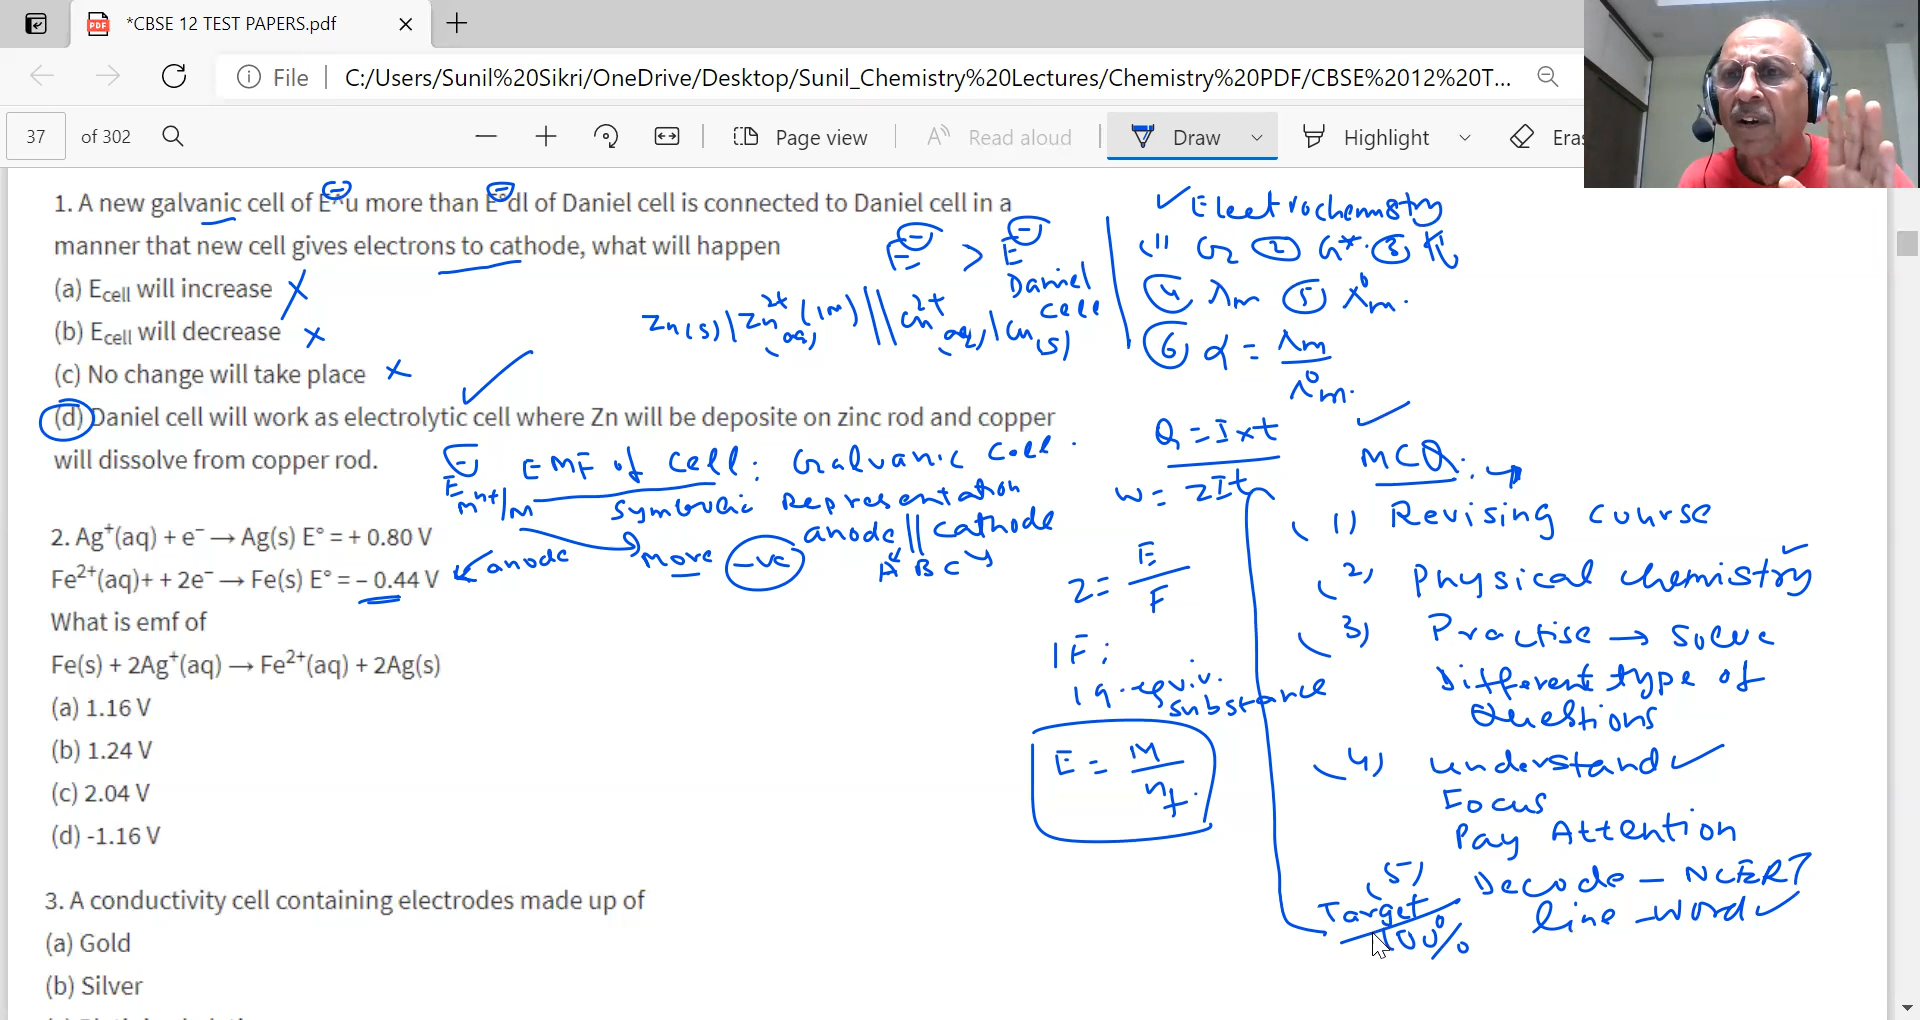 *CBSE 12 TEST PAPERS.pdf
File
C:/Users/Sunil%20Sikri/OneDrive/Desktop/Sunil_Chemistry%20Lectures/Chemistry%20PDF/CBSE%2012%20T...
37 of 302
Page view
Read aloud
Draw
Highlight
Eras
1. A new galvanic cell of E^u more than E°dl of Daniel cell is connected to Daniel cell in a
manner that new cell gives electrons to cathode, what will happen
(a) Ecell will increase
(b) Ecell will decrease
(c) No change will take place
(d) Daniel cell will work as electrolytic cell where Zn will be deposite on zinc rod and copper
will dissolve from copper rod.
E > E
Daniel
cell
Zn(s) | Zn2+(aq) (1M) || Cu2+(aq) | Cu(s)
E Mn+/M
EMF of cell: Galvanic cell.
Symbolic Representation
anode || cathode
A B C
more -ve
anode
2. Ag⁺(aq) + e⁻ → Ag(s) E° = + 0.80 V
Fe²⁺(aq)+ + 2e⁻ → Fe(s) E° = – 0.44 V
What is emf of
Fe(s) + 2Ag⁺(aq) → Fe²⁺(aq) + 2Ag(s)
(a) 1.16 V
(b) 1.24 V
(c) 2.04 V
(d) -1.16 V
3. A conductivity cell containing electrodes made up of
(a) Gold
(b) Silver
Electrochemistry
(1) G (2) G* (3) K
(4) λm (5) λ°m.
(6) α = λm / λ°m.
Q = I x t
w = ZIt
Z = E / F
1F:
1g. equiv.
substance
E = M / nf.
MCQ.
(1) Revising course
(2) Physical chemistry
(3) Practise → solve
Different type of
Questions
(4) understand
Focus
Pay Attention
(5) Decode – NCERT
line – word
Target
100%